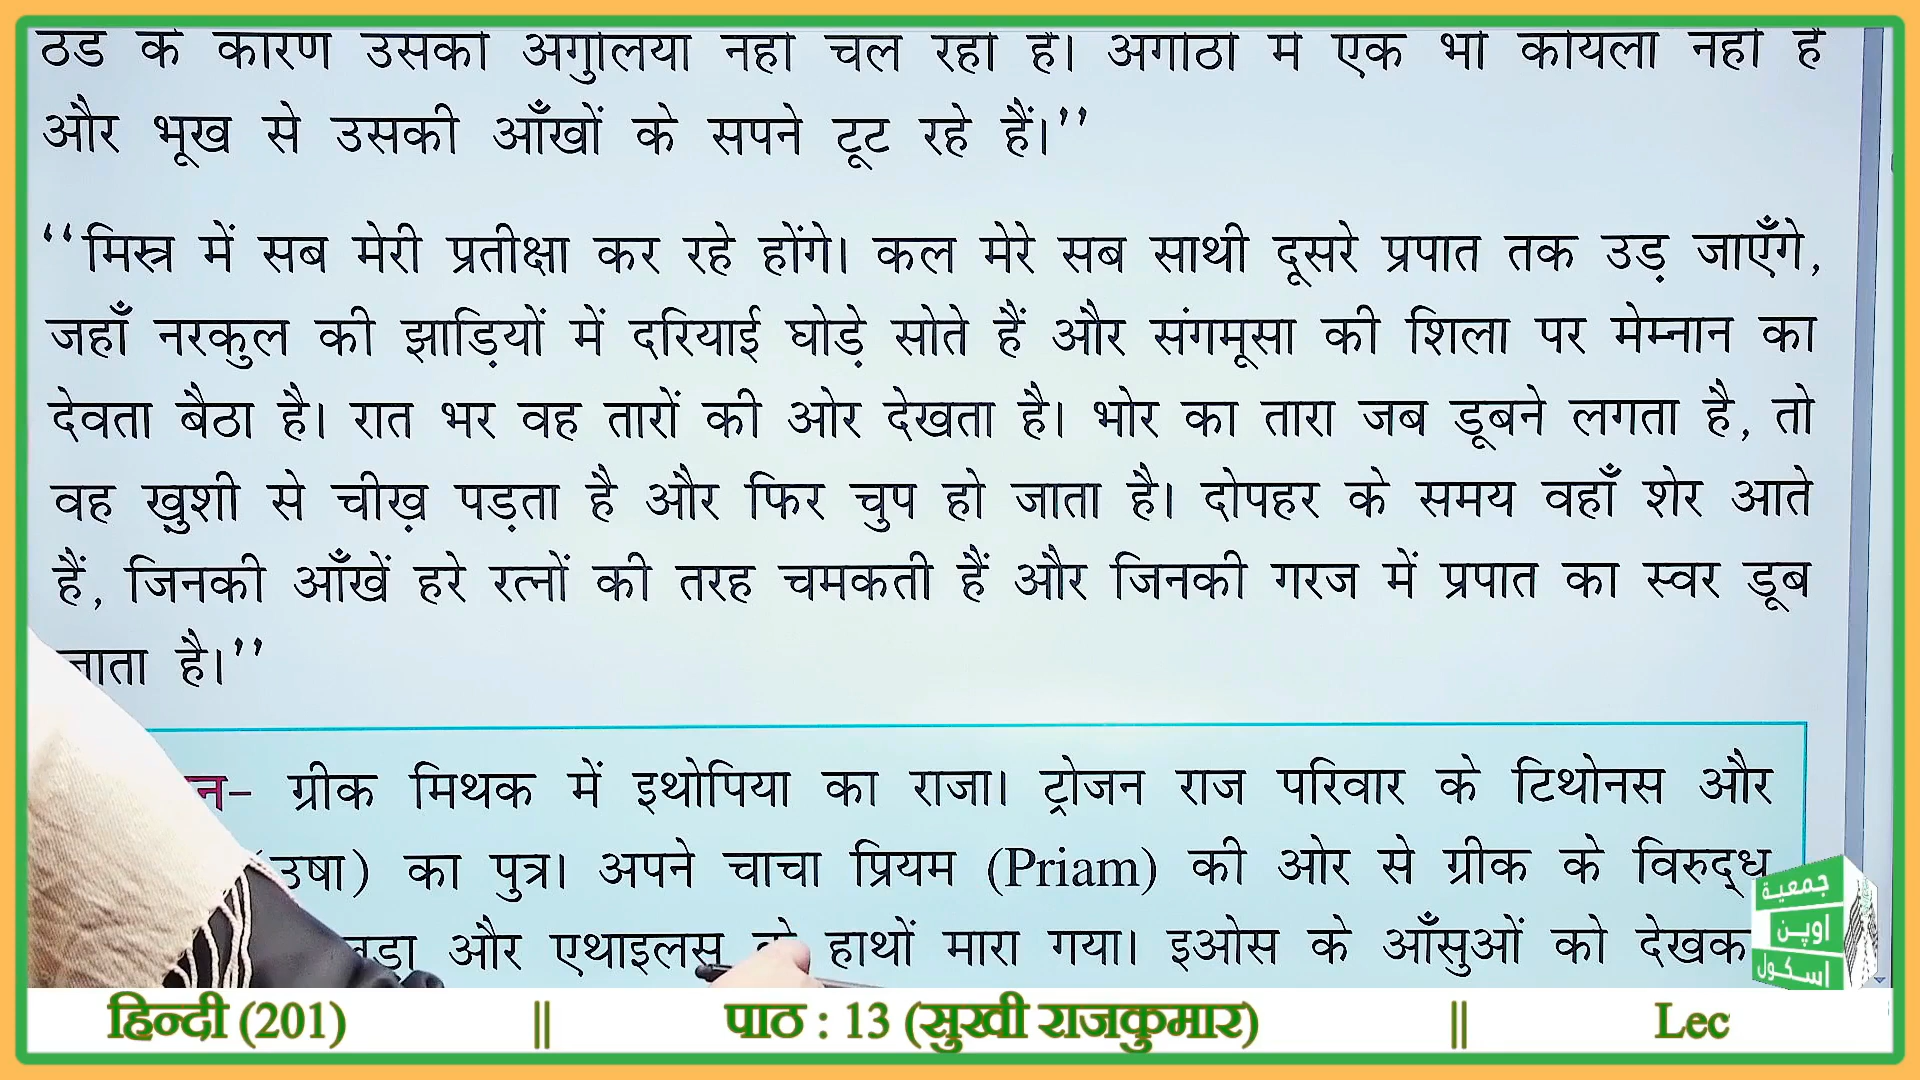 ठंड के कारण उसकी अंगुलियाँ नहीं चल रही हैं। अंगीठी में एक भी कोयला नहीं है
और भूख से उसकी आँखों के सपने टूट रहे हैं।’’
‘‘मिस्र में सब मेरी प्रतीक्षा कर रहे होंगे। कल मेरे सब साथी दूसरे प्रपात तक उड़ जाएँगे,
जहाँ नरकुल की झाड़ियों में दरियाई घोड़े सोते हैं और संगमूसा की शिला पर मेम्नान का
देवता बैठा है। रात भर वह तारों की ओर देखता है। भोर का तारा जब डूबने लगता है, तो
वह ख़ुशी से चीख़ पड़ता है और फिर चुप हो जाता है। दोपहर के समय वहाँ शेर आते
हैं, जिनकी आँखें हरे रत्नों की तरह चमकती हैं और जिनकी गरज में प्रपात का स्वर डूब
जाता है।’’
न– ग्रीक मिथक में इथोपिया का राजा। ट्रोजन राज परिवार के टिथोनस और
(उषा) का पुत्र। अपने चाचा प्रियम (Priam) की ओर से ग्रीक के विरुद्ध
और एथाइलस के हाथों मारा गया। इओस के आँसुओं को
جمعیة
اوپن
اسکول
हिन्दी (201) || पाठ : 13 (सुखी राजकुमार) || Lec